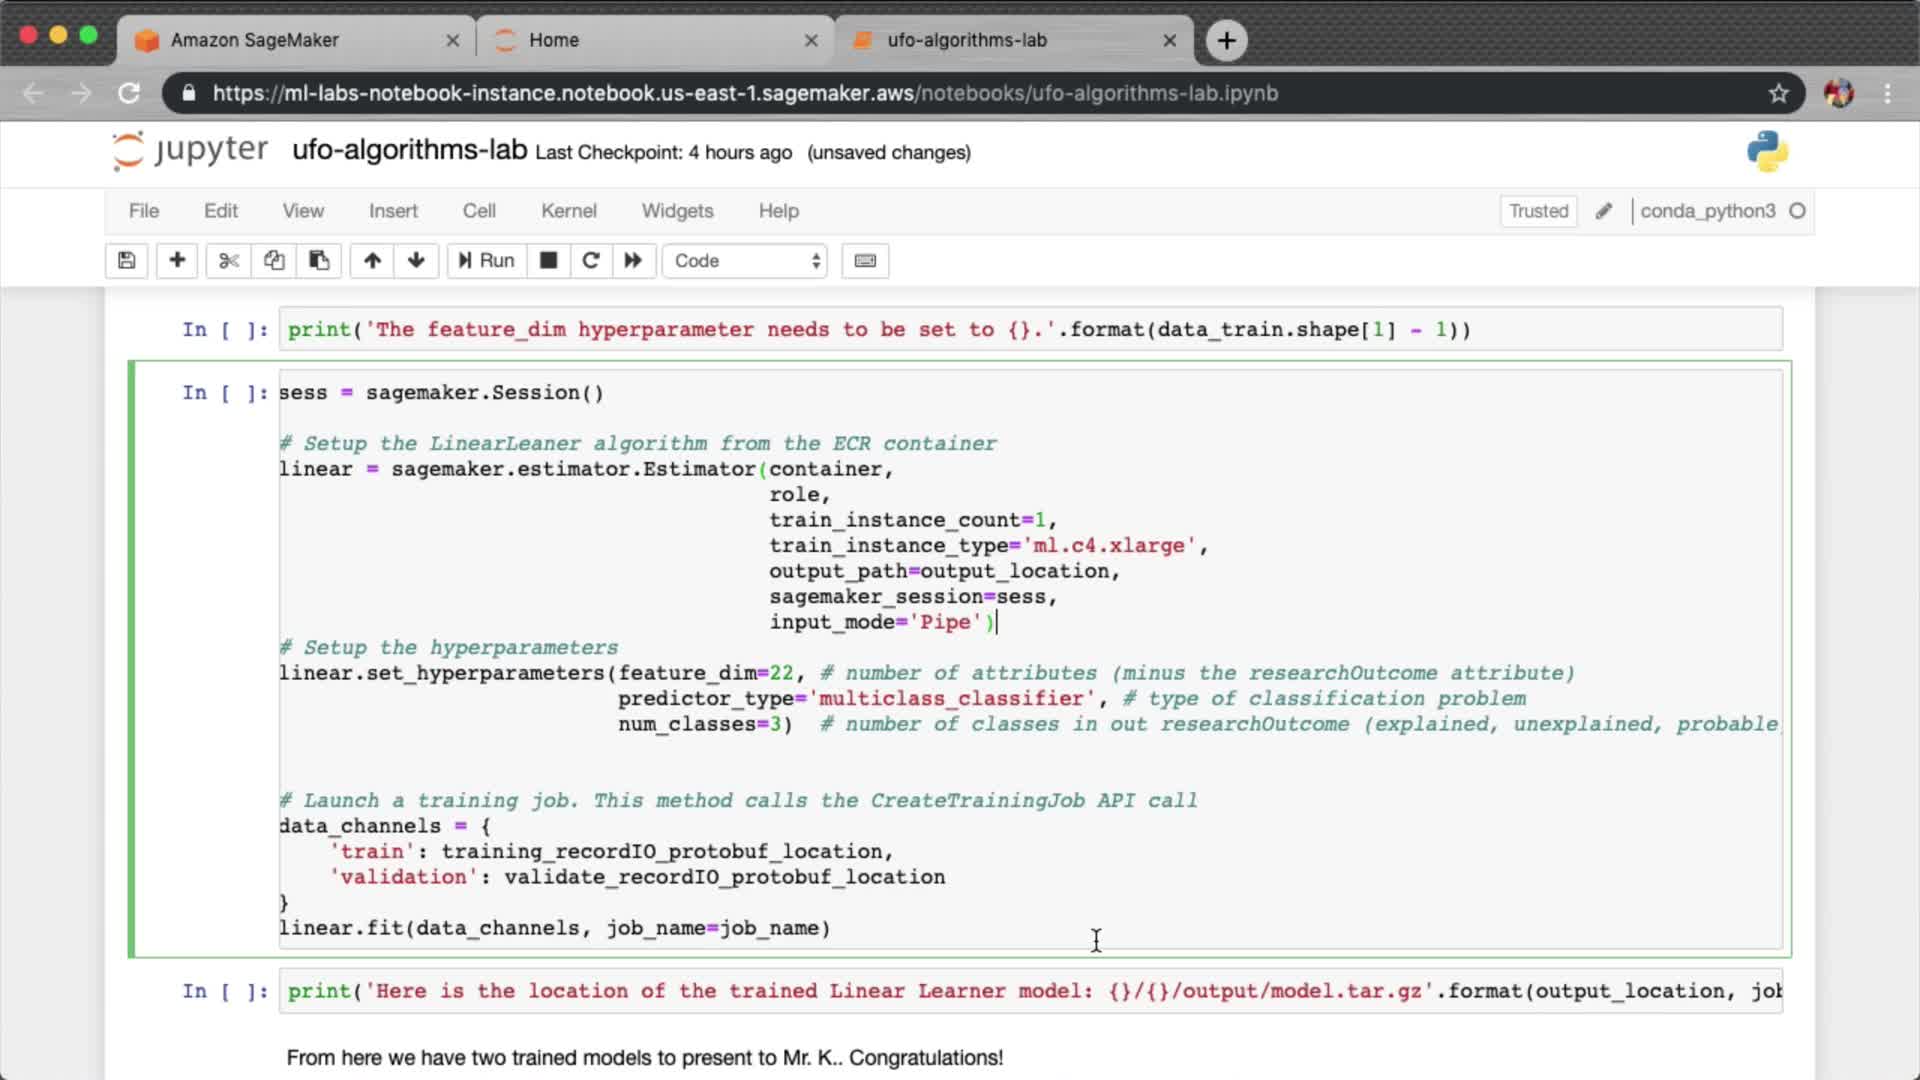 Amazon SageMaker
Home
ufo-algorithms-lab
https://ml-labs-notebook-instance.notebook.us-east-1.sagemaker.aws/notebooks/ufo-algorithms-lab.ipynb
jupyter ufo-algorithms-lab Last Checkpoint: 4 hours ago (unsaved changes)
File Edit View Insert Cell Kernel Widgets Help Trusted conda_python3
Run Code
In [ ]: print('The feature_dim hyperparameter needs to be set to {}.'.format(data_train.shape[1] - 1))
In [ ]: sess = sagemaker.Session()
# Setup the LinearLeaner algorithm from the ECR container
linear = sagemaker.estimator.Estimator(container,
role,
train_instance_count=1,
train_instance_type='ml.c4.xlarge',
output_path=output_location,
sagemaker_session=sess,
input_mode='Pipe')
# Setup the hyperparameters
linear.set_hyperparameters(feature_dim=22, # number of attributes (minus the researchOutcome attribute)
predictor_type='multiclass_classifier', # type of classification problem
num_classes=3)  # number of classes in out researchOutcome (explained, unexplained, probable
# Launch a training job. This method calls the CreateTrainingJob API call
data_channels = {
'train': training_recordIO_protobuf_location,
'validation': validate_recordIO_protobuf_location
}
linear.fit(data_channels, job_name=job_name)
In [ ]: print('Here is the location of the trained Linear Learner model: {}/{}/output/model.tar.gz'.format(output_location, job
From here we have two trained models to present to Mr. K.. Congratulations!